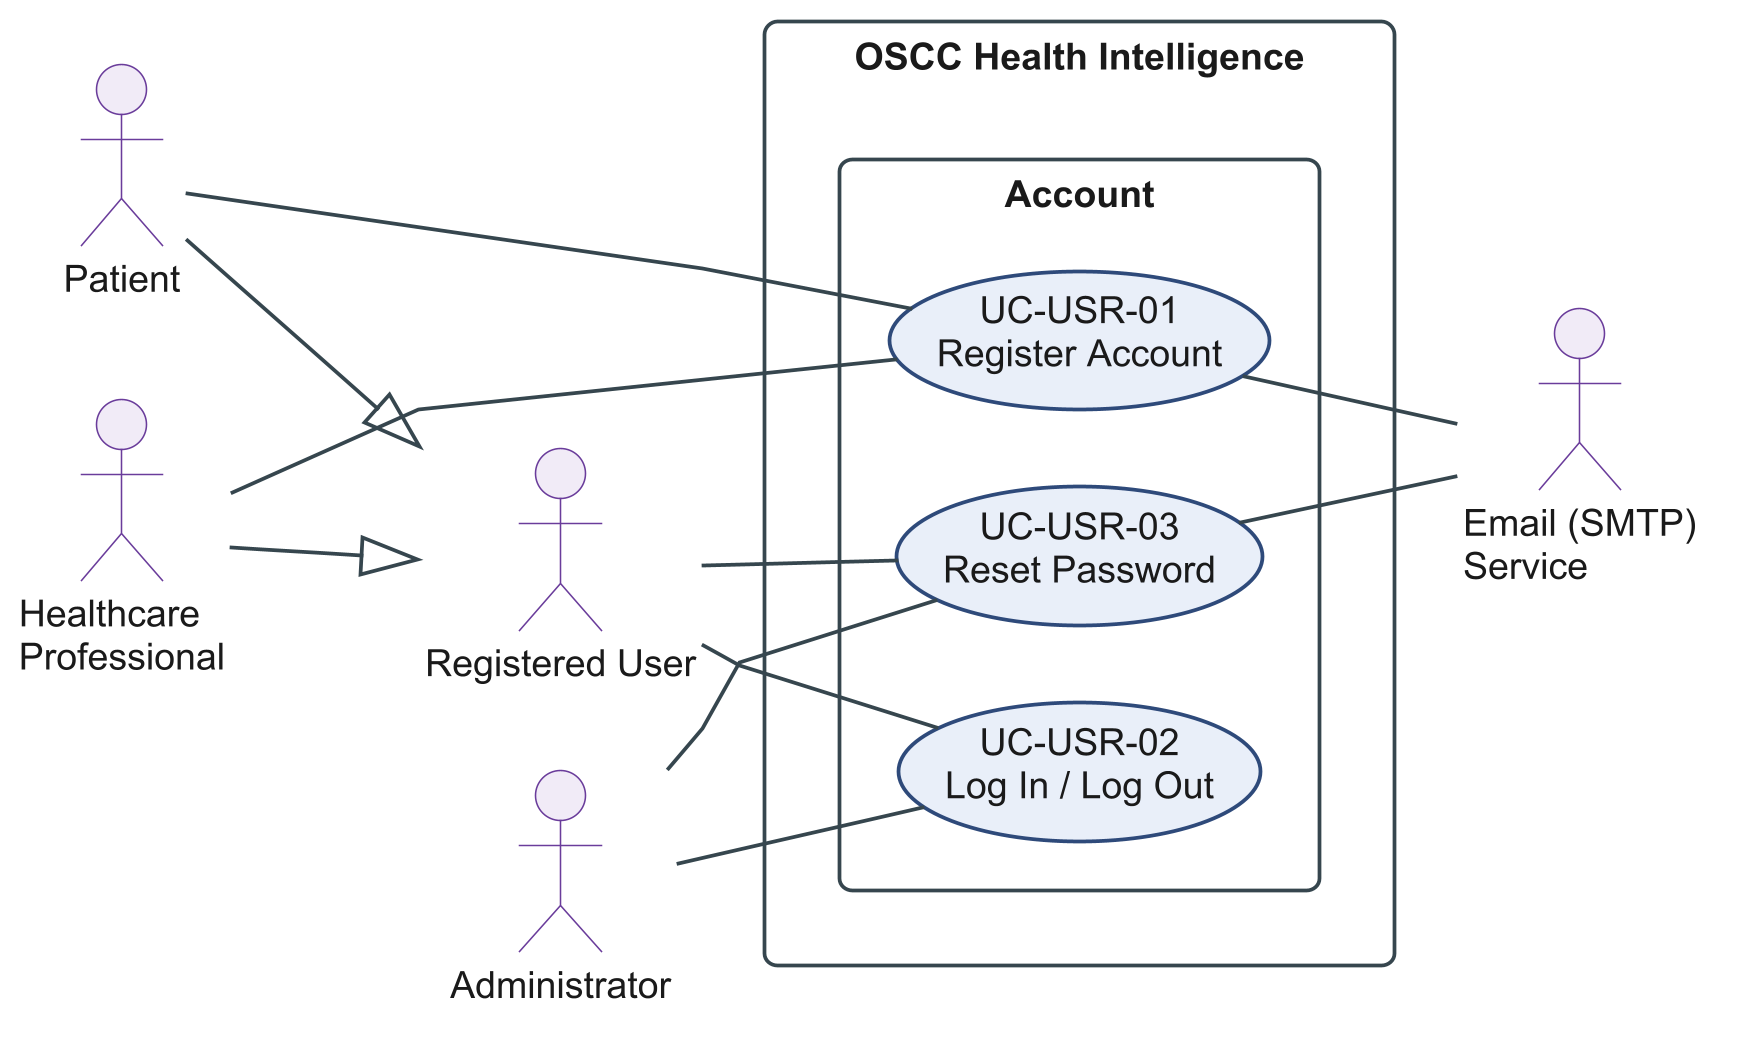 OSCC Health Intelligence
Account
Patient
UC-USR-01
Register Account
Healthcare
Professional
Registered User
UC-USR-03
Reset Password
Email (SMTP)
Service
UC-USR-02
Log In / Log Out
Administrator